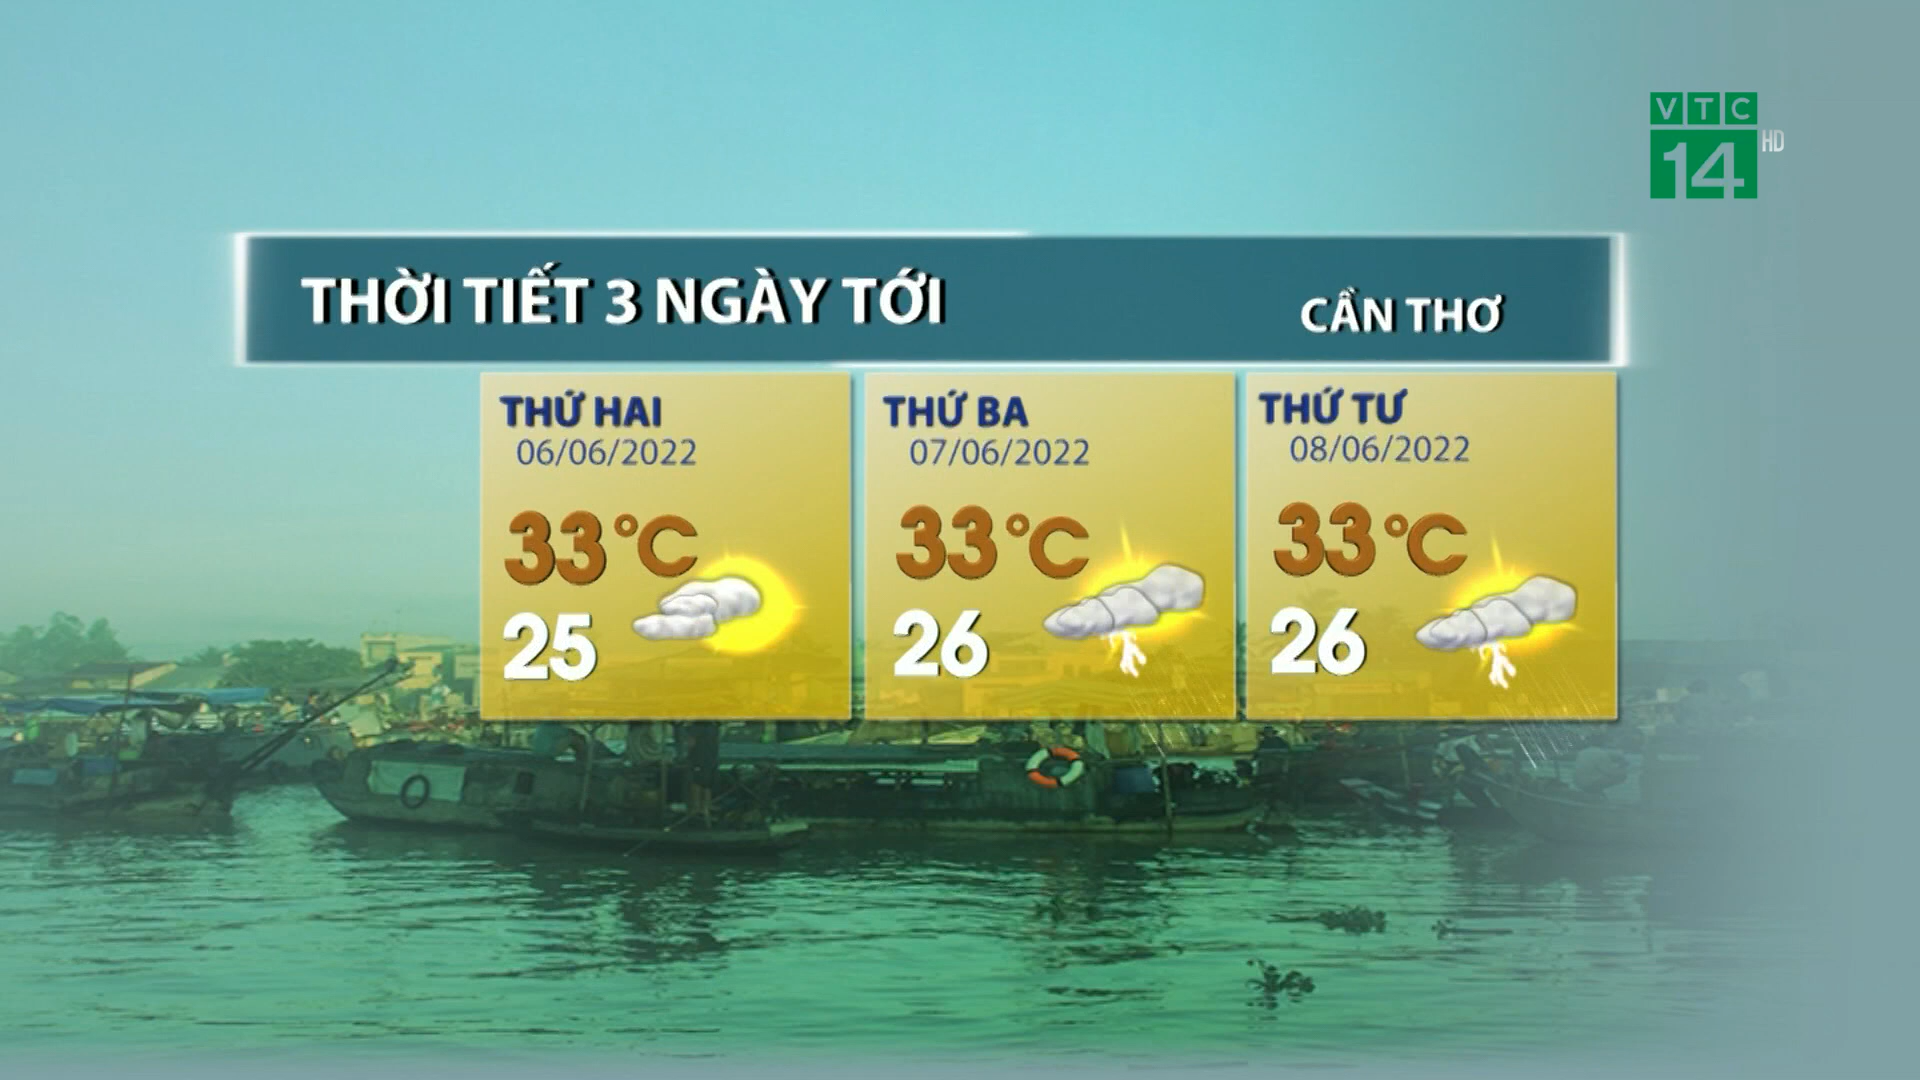 VTC
14 HD
THỜI TIẾT 3 NGÀY TỚI
CẦN THƠ
THỨ HAI
06/06/2022
33°C
25
THỨ BA
07/06/2022
33°C
26
THỨ TƯ
08/06/2022
33°C
26